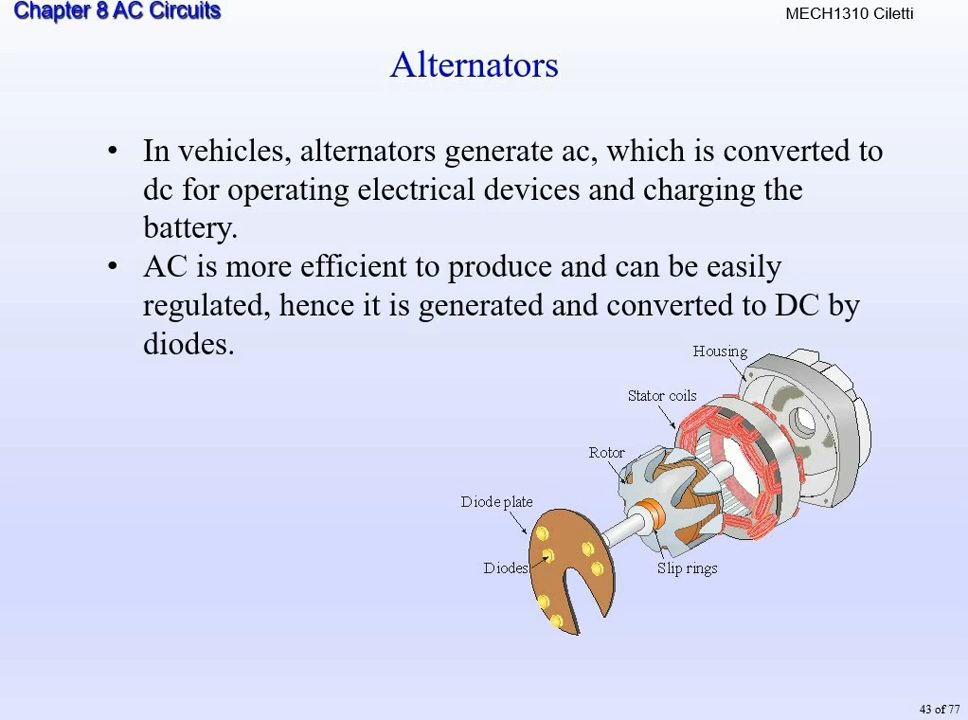 Chapter 8 AC Circuits
MECH1310 Ciletti
Alternators
• In vehicles, alternators generate ac, which is converted to
dc for operating electrical devices and charging the
battery.
• AC is more efficient to produce and can be easily
regulated, hence it is generated and converted to DC by
diodes.
Housing
Stator coils
Rotor
Diode plate
Diodes
Slip rings
43 of 77